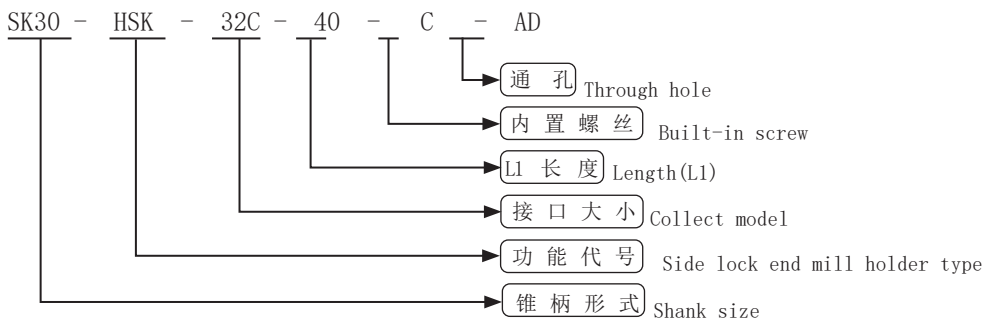 SK30 - HSK - 32C - 40 - C - AD
通 孔 Through hole
内 置 螺 丝 Built-in screw
L1 长 度 Length(L1)
接 口 大 小 Collect model
功 能 代 号 Side lock end mill holder type
锥 柄 形 式 Shank size